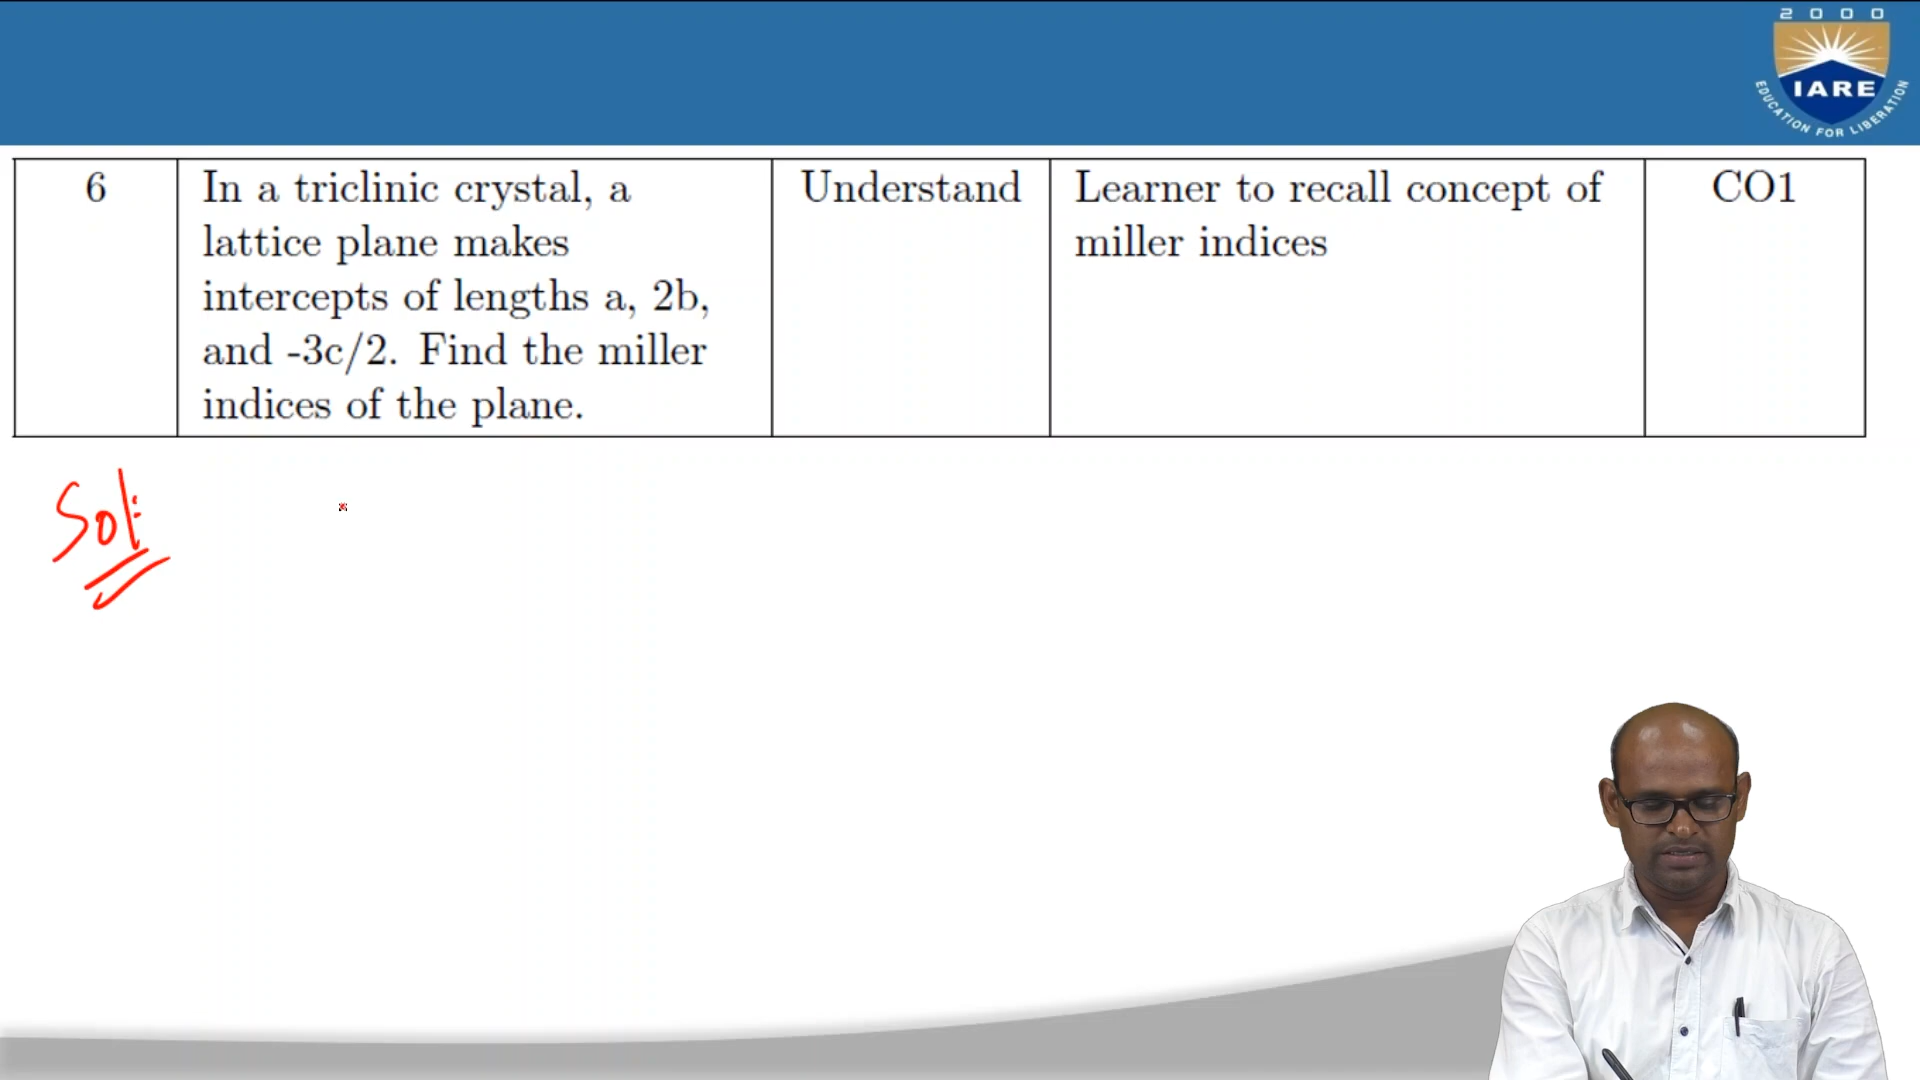 2 0 0 0
IARE
EDUCATION FOR LIBERATION
6
In a triclinic crystal, a
lattice plane makes
intercepts of lengths a, 2b,
and -3c/2. Find the miller
indices of the plane.
Understand
Learner to recall concept of
miller indices
CO1
Sol: